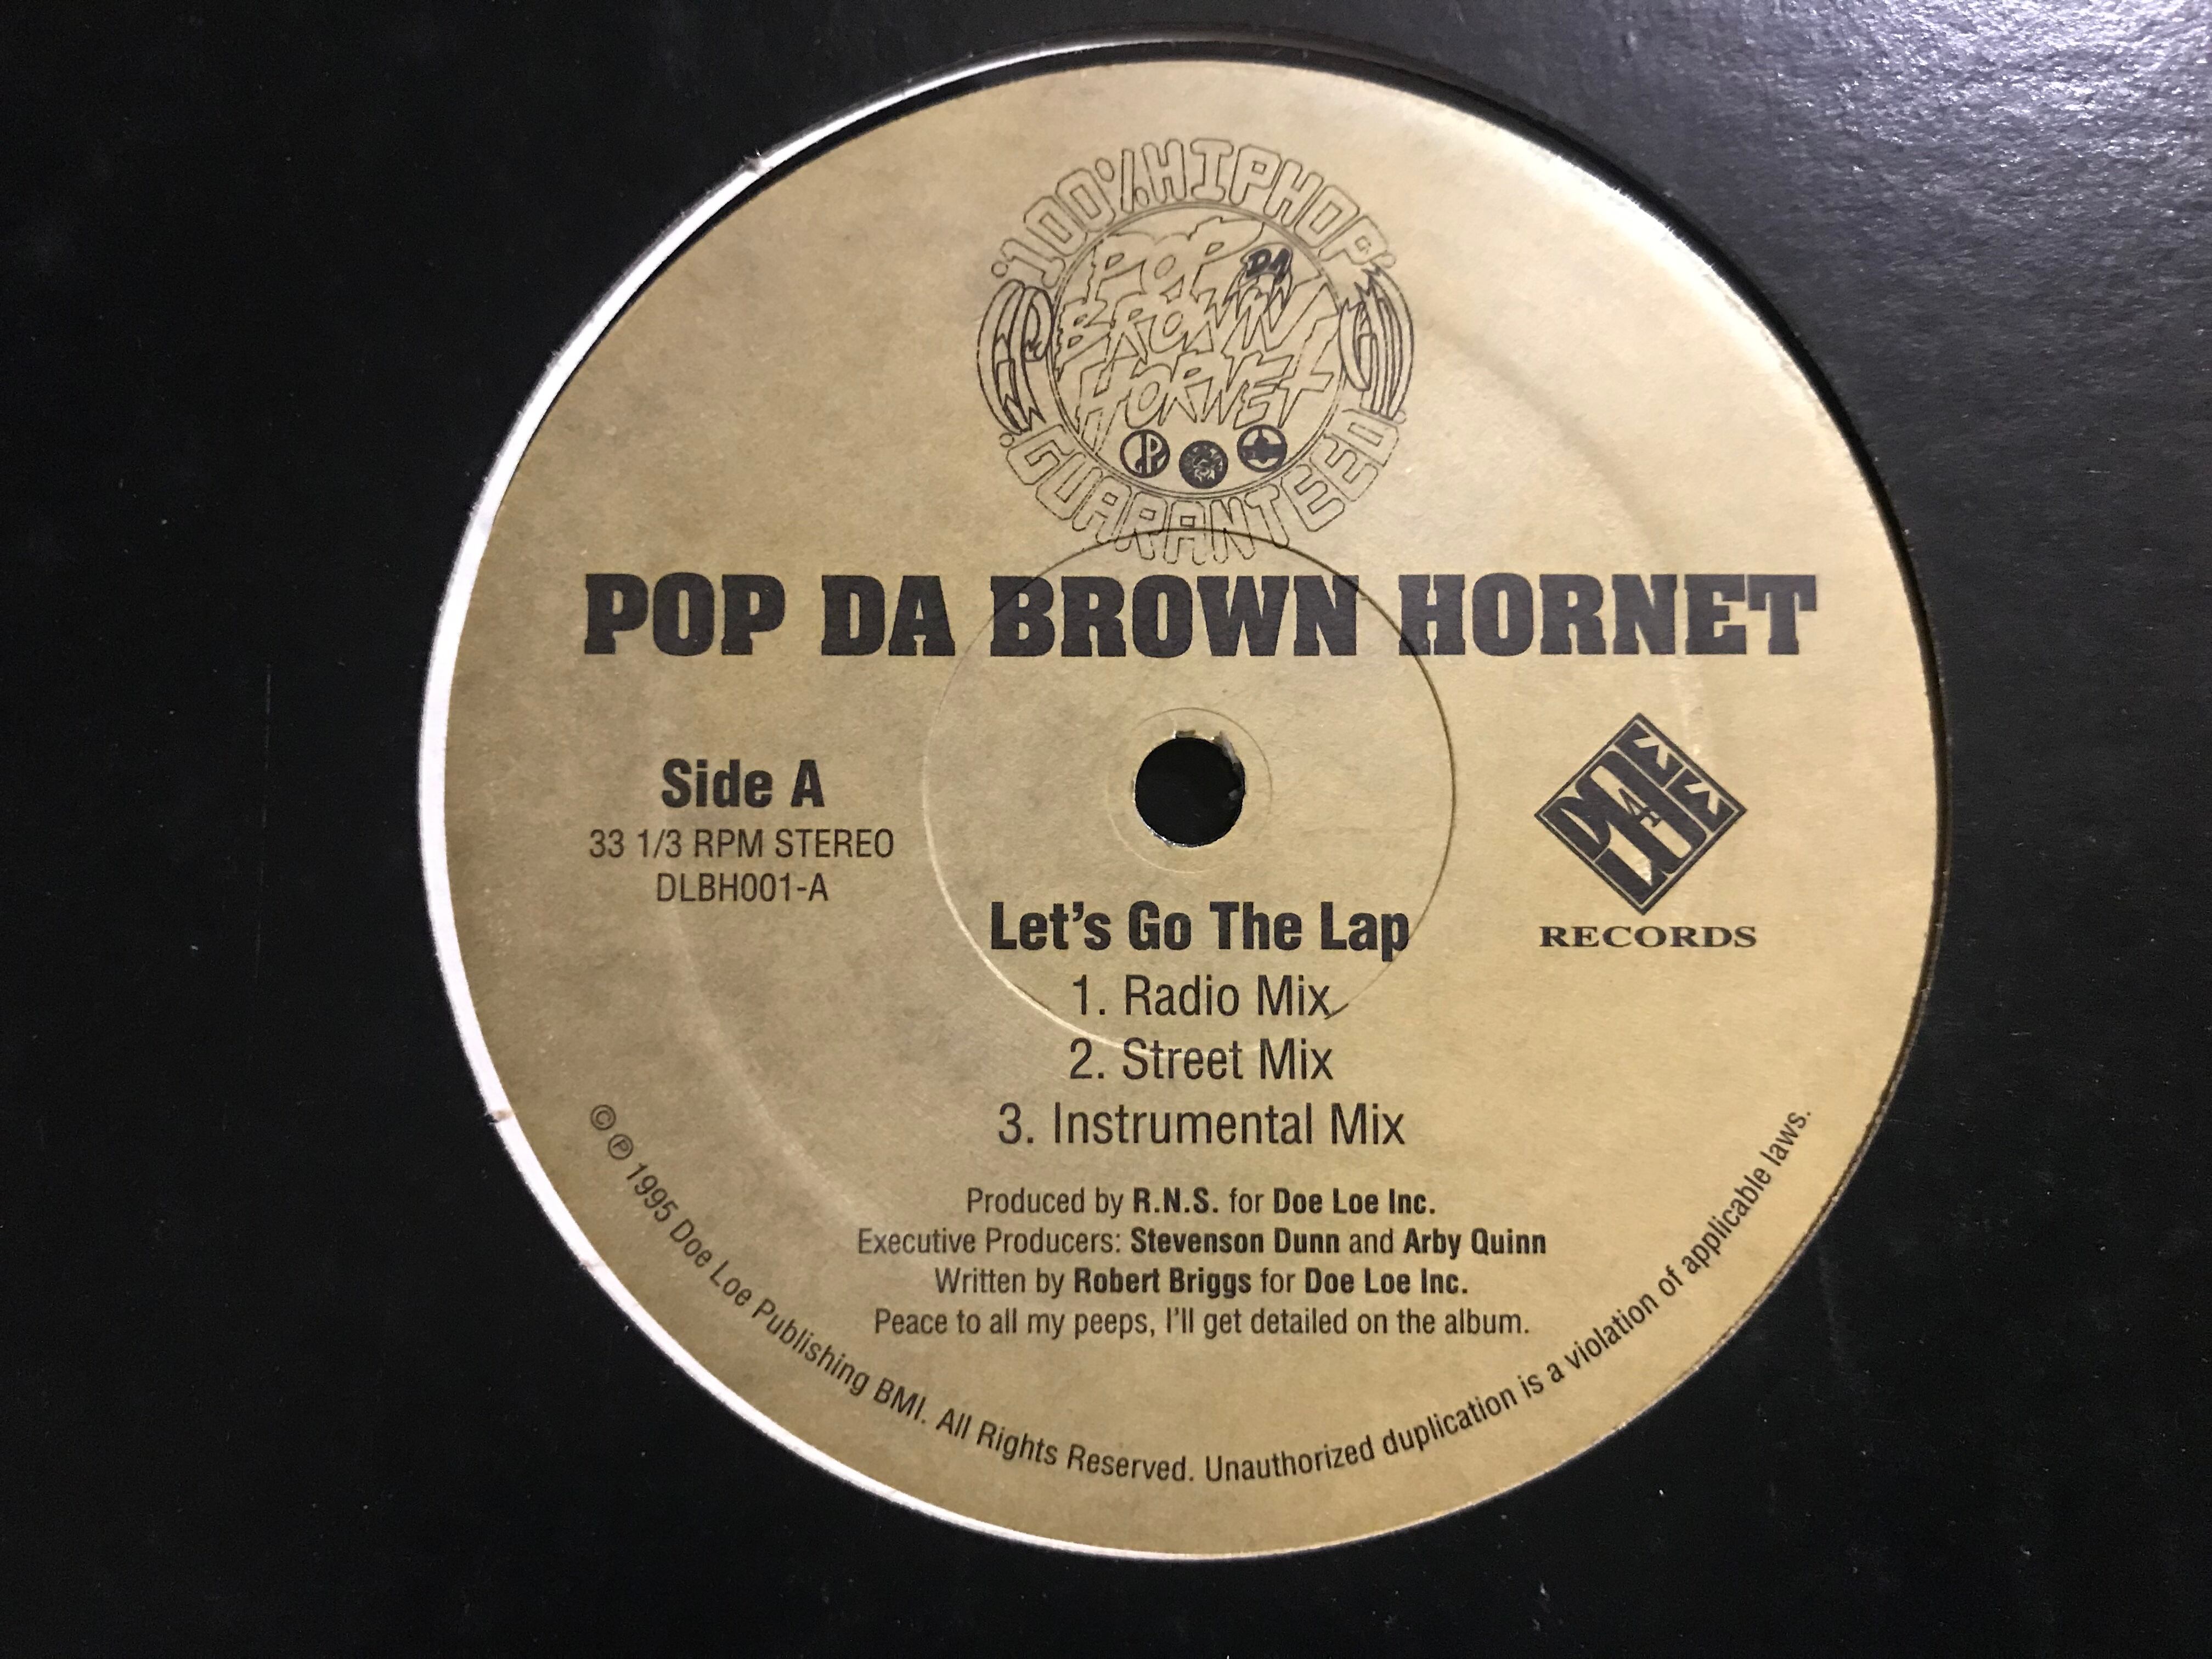 100% HIPHOP
POP DA
BROWN
HORNET
GUARANTEED
POP DA BROWN HORNET
Side A
33 1/3 RPM STEREO
DLBH001-A
DOE
LOE
RECORDS
Let's Go The Lap
1. Radio Mix
2. Street Mix
3. Instrumental Mix
Produced by R.N.S. for Doe Loe Inc.
Executive Producers: Stevenson Dunn and Arby Quinn
Written by Robert Briggs for Doe Loe Inc.
Peace to all my peeps, I'll get detailed on the album.
© ℗ 1995 Doe Loe Publishing BMI. All Rights Reserved. Unauthorized duplication is a violation of applicable laws.